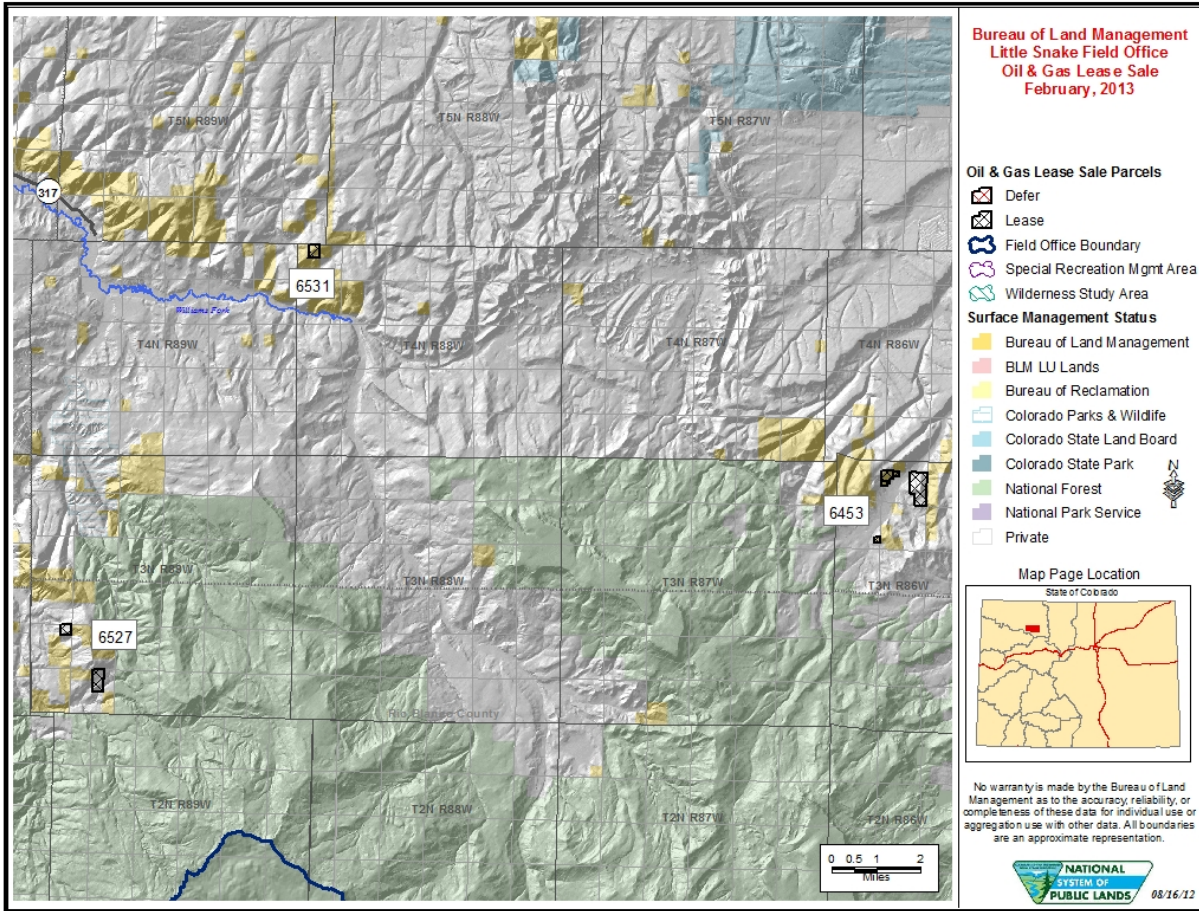 Bureau of Land Management
Little Snake Field Office
Oil & Gas Lease Sale
February, 2013
Oil & Gas Lease Sale Parcels
Defer
Lease
Field Office Boundary
Special Recreation Mgmt Area
Wilderness Study Area
Surface Management Status
Bureau of Land Management
BLM LU Lands
Bureau of Reclamation
Colorado Parks & Wildlife
Colorado State Land Board
Colorado State Park
National Forest
National Park Service
Private
N
Map Page Location
State of Colorado
No warranty is made by the Bureau of Land
Management as to the accuracy, reliability, or
completeness of these data for individual use or
aggregation use with other data. All boundaries
are an approximate representation.
NATIONAL
SYSTEM OF
PUBLIC LANDS
08/16/12
T5N R89W
T5N R88W
T5N R87W
317
6531
Williams Fork
T4N R89W
T4N R88W
T4N R87W
T4N R86W
6453
T3N R89W
T3N R88W
T3N R87W
T3N R86W
6527
Rio Blanco County
T2N R89W
T2N R88W
T2N R87W
T2N R86W
0 0.5 1 2
Miles